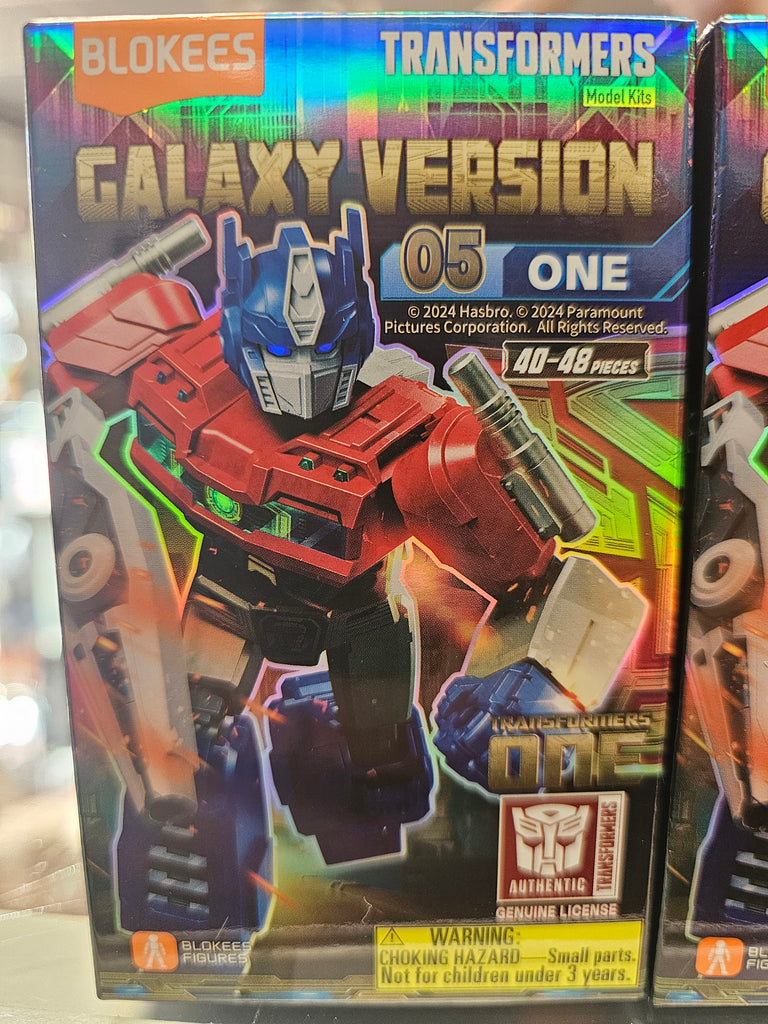 BLOKEES
TRANSFORMERS
Model Kits
GALAXY VERSION
05 ONE
© 2024 Hasbro. © 2024 Paramount
Pictures Corporation. All Rights Reserved.
40-48 PIECES
TRANSFORMERS
ONE
AUTHENTIC
TRANSFORMERS
GENUINE LICENSE
BLOKEES
FIGURES
WARNING:
CHOKING HAZARD—Small parts.
Not for children under 3 years.
BL
FIG